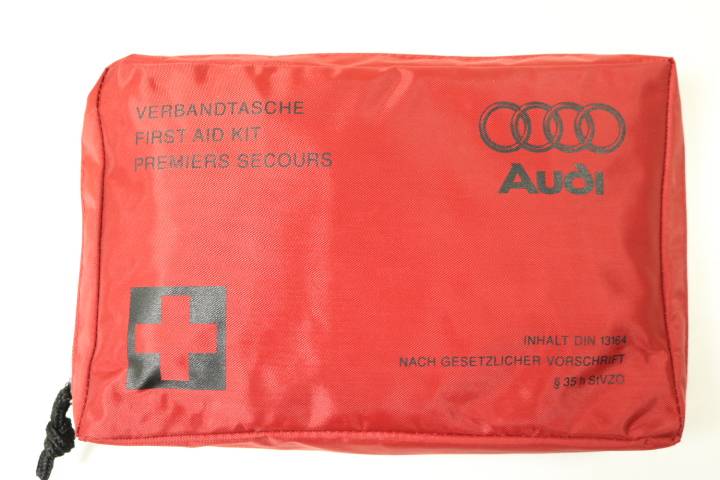 VERBANDTASCHE
FIRST AID KIT
PREMIERS SECOURS
Audi
INHALT DIN 13164
NACH GESETZLICHER VORSCHRIFT
§ 35 h StVZO